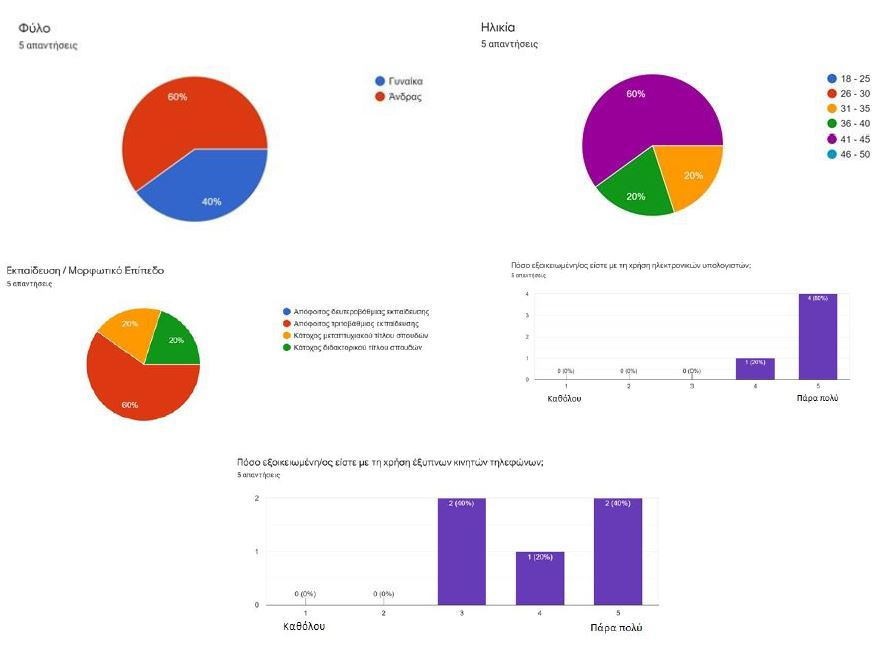 Φύλο
5 απαντήσεις
60%
40%
Γυναίκα
Άνδρας
Ηλικία
5 απαντήσεις
60%
20%
20%
18 - 25
26 - 30
31 - 35
36 - 40
41 - 45
46 - 50
Εκπαίδευση / Μορφωτικό Επίπεδο
5 απαντήσεις
20%
20%
60%
Απόφοιτος δευτεροβάθμιας εκπαίδευσης
Απόφοιτος τριτοβάθμιας εκπαίδευσης
Κάτοχος μεταπτυχιακού τίτλου σπουδών
Κάτοχος διδακτορικού τίτλου σπουδών
Πόσο εξοικειωμένη/ος είστε με τη χρήση ηλεκτρονικών υπολογιστών;
5 απαντήσεις
4
3
2
1
0
0 (0%) 0 (0%) 0 (0%) 1 (20%) 4 (80%)
1 2 3 4 5
Καθόλου Πάρα πολύ
Πόσο εξοικειωμένη/ος είστε με τη χρήση έξυπνων κινητών τηλεφώνων;
5 απαντήσεις
2
1
0
0 (0%) 0 (0%) 2 (40%) 1 (20%) 2 (40%)
1 2 3 4 5
Καθόλου Πάρα πολύ